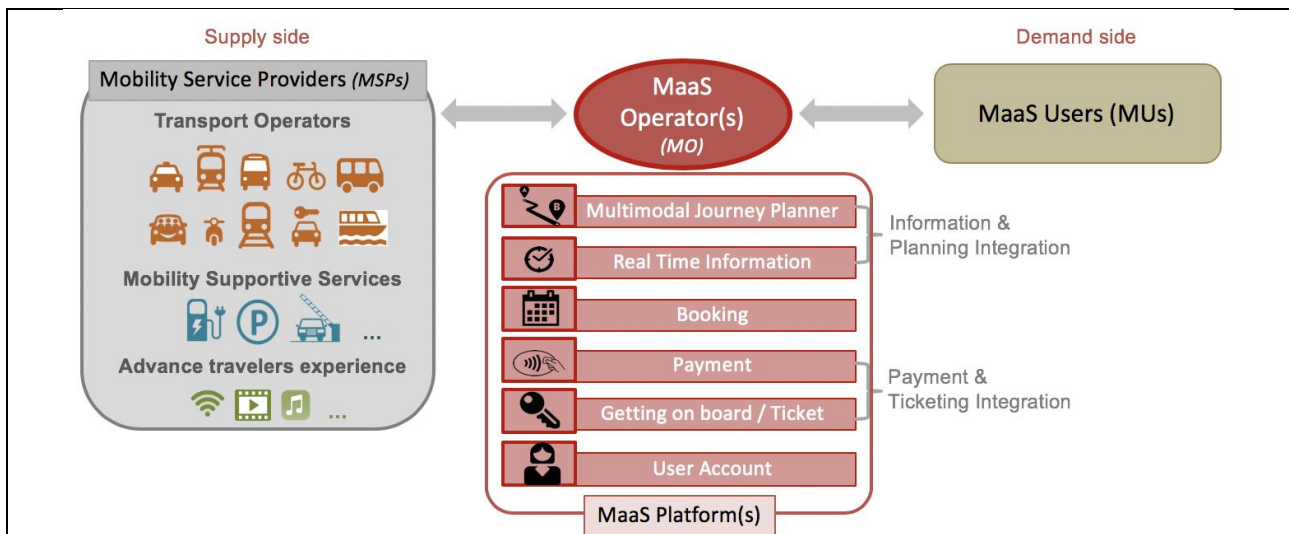 Supply side
Demand side
Mobility Service Providers (MSPs)
Transport Operators
Mobility Supportive Services
P
...
Advance travelers experience
...
MaaS
Operator(s)
(MO)
MaaS Users (MUs)
A
B
Multimodal Journey Planner
Real Time Information
Booking
Payment
Getting on board / Ticket
User Account
MaaS Platform(s)
Information &
Planning Integration
Payment &
Ticketing Integration